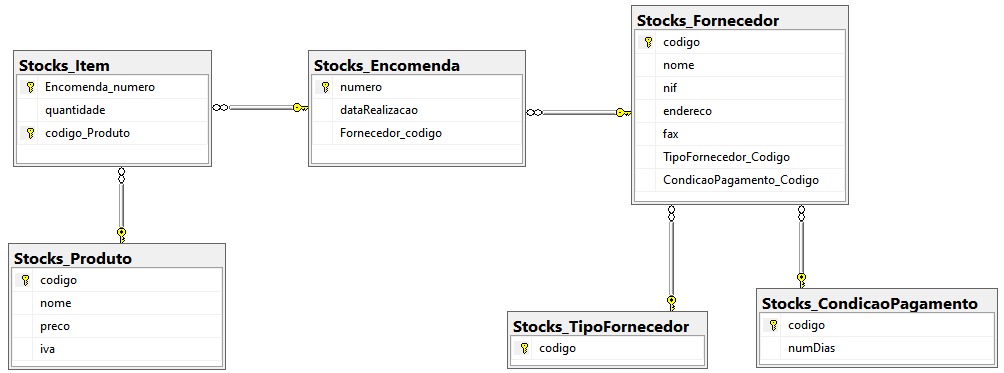 Stocks_Item
Encomenda_numero
quantidade
codigo_Produto
Stocks_Encomenda
numero
dataRealizacao
Fornecedor_codigo
Stocks_Fornecedor
codigo
nome
nif
endereco
fax
TipoFornecedor_Codigo
CondicaoPagamento_Codigo
Stocks_Produto
codigo
nome
preco
iva
Stocks_TipoFornecedor
codigo
Stocks_CondicaoPagamento
codigo
numDias